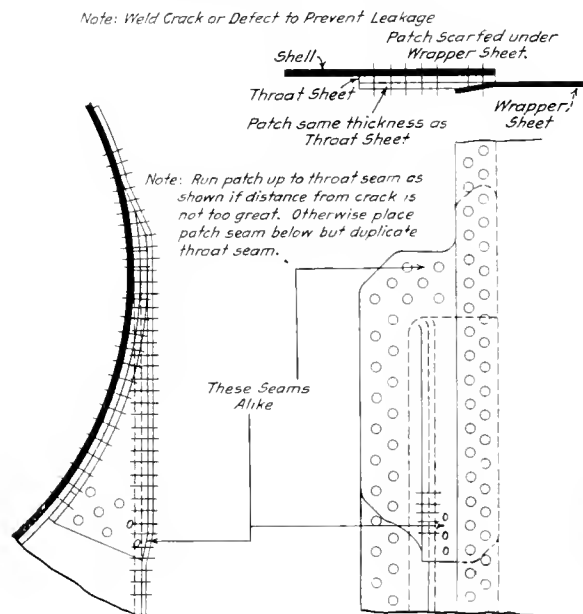 Note: Weld Crack or Defect to Prevent Leakage
Patch Scarfed under
Wrapper Sheet.
Shell
Throat Sheet
Wrapper
Sheet
Patch same thickness as
Throat Sheet
Note: Run patch up to throat seam as
shown if distance from crack is
not too great. Otherwise place
patch seam below but duplicate
throat seam.
These Seams
Alike